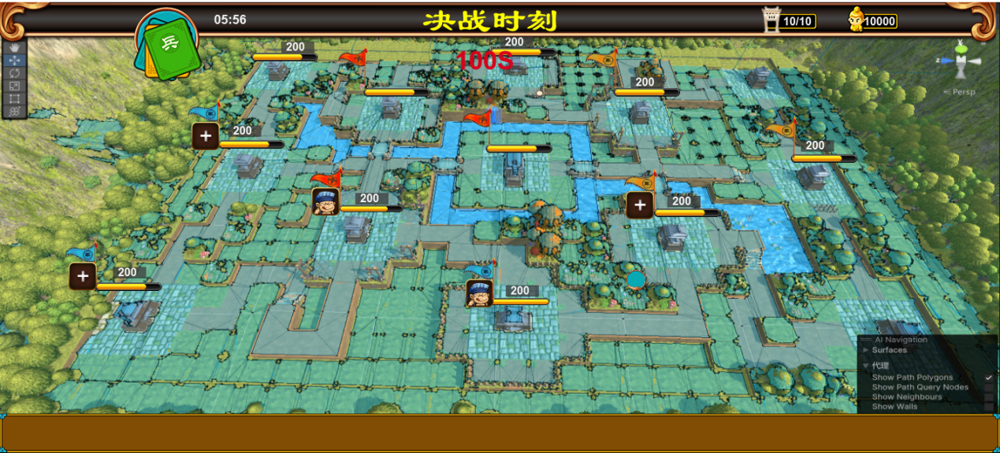 05:56
决战时刻
10/10
10000
兵
200
200
100S
Y
z
Persp
200
200
200
200
200
200
200
AI Navigation
Surfaces
代理
Show Path Polygons
Show Path Query Nodes
Show Neighbours
Show Walls